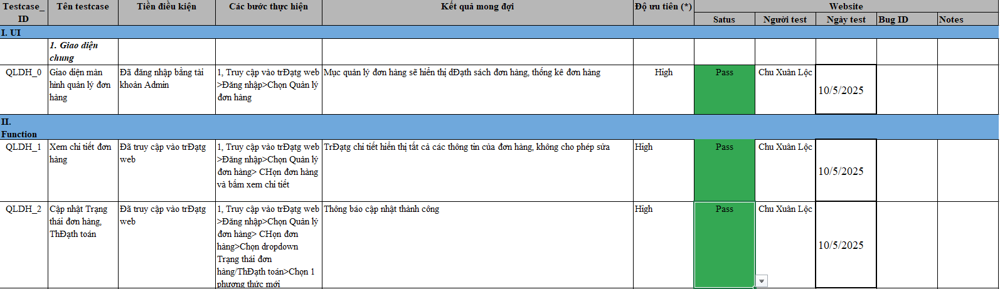 Testcase_ Tên testcase Tiền điều kiện Các bước thực hiện Kết quả mong đợi Độ ưu tiên (*) Website
ID Satus Người test Ngày test Bug ID Notes
I. UI
1. Giao diện
chung
QLDH_0 Giao diện màn Đã đăng nhập bằng tài 1, Truy cập vào trĐạtg web Mục quản lý đơn hàng sẽ hiển thị dĐạth sách đơn hàng, thống kê đơn hàng High Pass Chu Xuân Lộc
hình quản lý đơn khoản Admin >Đăng nhập>Chọn Quản lý 10/5/2025
hàng đơn hàng
II.
Function
QLDH_1 Xem chi tiết đơn Đã truy cập vào trĐạtg 1, Truy cập vào trĐạtg web TrĐạtg chi tiết hiển thị tất cả các thông tin của đơn hàng, không cho phép sửa High Pass Chu Xuân Lộc
hàng web >Đăng nhập>Chọn Quản lý
đơn hàng> CHọn đơn hàng 10/5/2025
và bấm xem chi tiết
QLDH_2 Cập nhật Trạng Đã truy cập vào trĐạtg 1, Truy cập vào trĐạtg web Thông báo cập nhật thành công High Pass Chu Xuân Lộc
thái đơn hàng, web >Đăng nhập>Chọn Quản lý
ThĐạth toán đơn hàng> CHọn đơn
hàng>Chọn dropdown 10/5/2025
Trạng thái đơn
hàng/ThĐạth toán>Chọn 1
phương thức mới